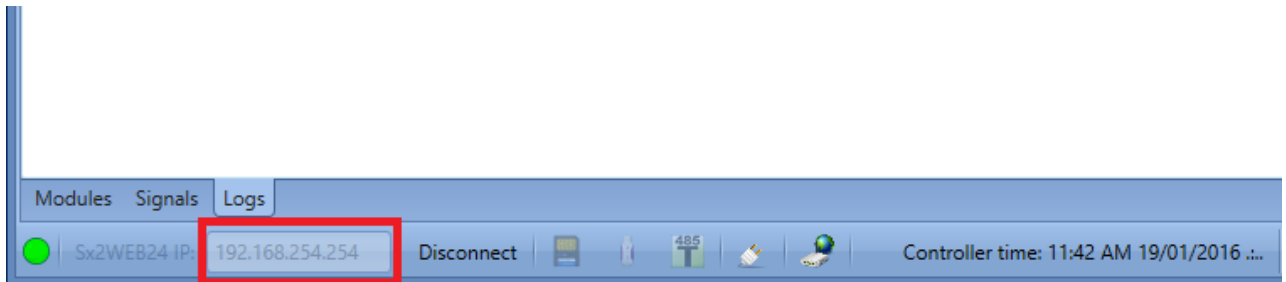 Modules Signals Logs
Sx2WEB24 IP: 192.168.254.254 Disconnect 485 Controller time: 11:42 AM 19/01/2016 .:..